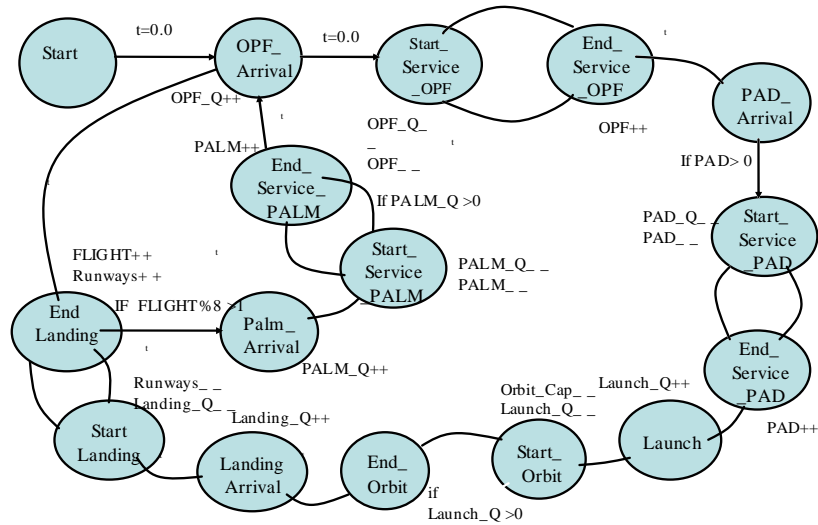 Start
t=0.0
OPF_
Arrival
t=0.0
Start_
Service
_OPF
End_
Service
_OPF
t
PAD_
Arrival
OPF_Q++
OPF_Q_
_
OPF_ _
t
t
OPF++
PALM++
t
End_
Service_
PALM
If PALM_Q >0
If PAD> 0
PAD_Q_ _
PAD_ _
Start_
Service
_PAD
t
FLIGHT++
Runways+ +
t
Start_
Service
_PALM
PALM_Q_ _
PALM_ _
End
Landing
IF FLIGHT%8 >1
Palm_
Arrival
PALM_Q++
t
End_
Service
_PAD
PAD++
Runways_ _
Landing_Q_ _
Landing_Q++
Orbit_Cap_ _
Launch_Q_ _
Launch_Q++
Start
Landing
Landing
Arrival
End_
Orbit
if
Launch_Q >0
Start_
Orbit
Launch